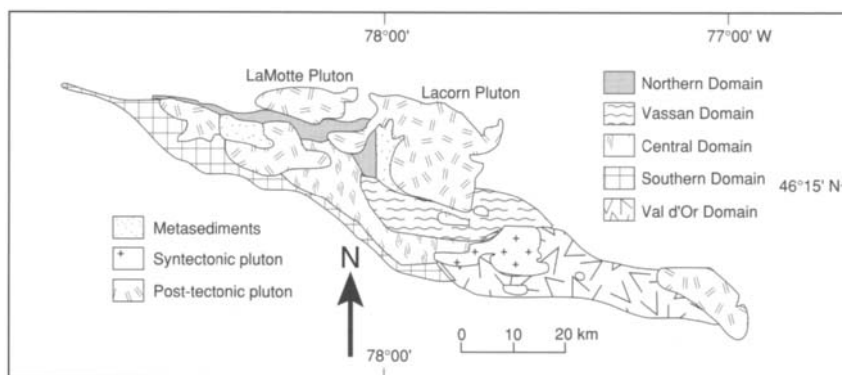 78°00'
77°00' W
LaMotte Pluton
Lacorn Pluton
Northern Domain
Vassan Domain
Central Domain
Southern Domain
46°15' N
Val d'Or Domain
Metasediments
Syntectonic pluton
Post-tectonic pluton
N
0 10 20 km
78°00'